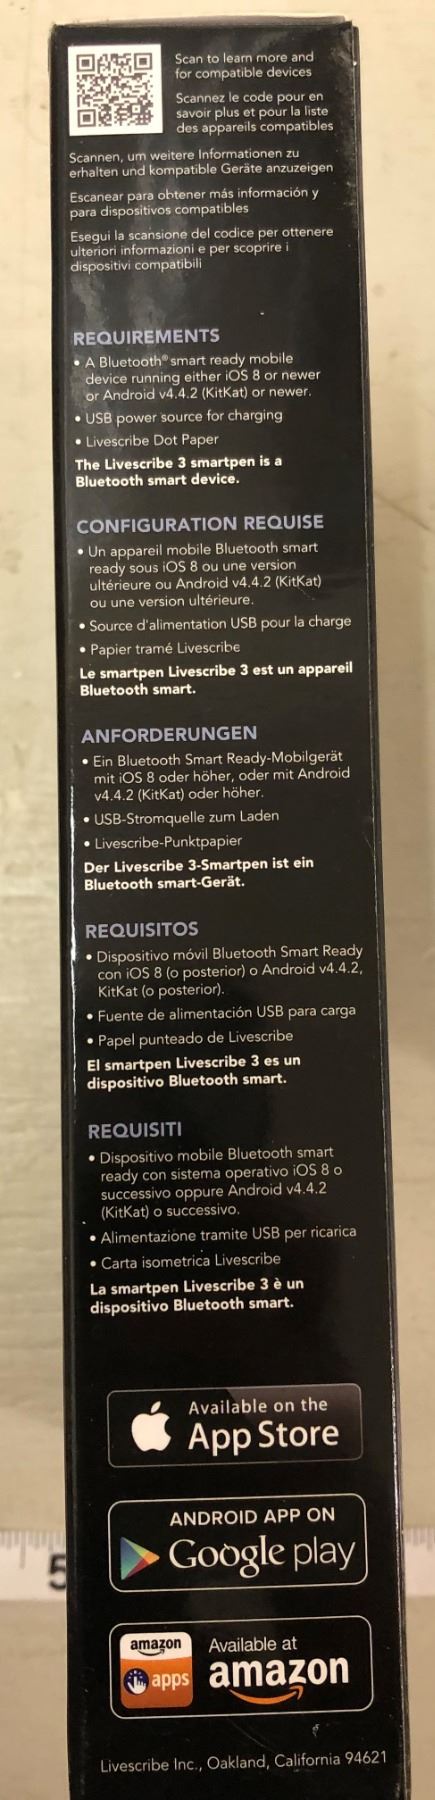 Scan to learn more and
for compatible devices
Scannez le code pour en
savoir plus et pour la liste
des appareils compatibles
Scannen, um weitere Informationen zu
erhalten und kompatible Geräte anzuzeigen
Escanear para obtener más información y
para dispositivos compatibles
Esegui la scansione del codice per ottenere
ulteriori informazioni e per scoprire i
dispositivi compatibili
REQUIREMENTS
• A Bluetooth® smart ready mobile
device running either iOS 8 or newer
or Android v4.4.2 (KitKat) or newer.
• USB power source for charging
• Livescribe Dot Paper
The Livescribe 3 smartpen is a
Bluetooth smart device.
CONFIGURATION REQUISE
• Un appareil mobile Bluetooth smart
ready sous iOS 8 ou une version
ultérieure ou Android v4.4.2 (KitKat)
ou une version ultérieure.
• Source d'alimentation USB pour la charge
• Papier tramé Livescribe
Le smartpen Livescribe 3 est un appareil
Bluetooth smart.
ANFORDERUNGEN
• Ein Bluetooth Smart Ready-Mobilgerät
mit iOS 8 oder höher, oder mit Android
v4.4.2 (KitKat) oder höher.
• USB-Stromquelle zum Laden
• Livescribe-Punktpapier
Der Livescribe 3-Smartpen ist ein
Bluetooth smart-Gerät.
REQUISITOS
• Dispositivo móvil Bluetooth Smart Ready
con iOS 8 (o posterior) o Android v4.4.2,
KitKat (o posterior).
• Fuente de alimentación USB para carga
• Papel punteado de Livescribe
El smartpen Livescribe 3 es un
dispositivo Bluetooth smart.
REQUISITI
• Dispositivo mobile Bluetooth smart
ready con sistema operativo iOS 8 o
successivo oppure Android v4.4.2
(KitKat) o successivo.
• Alimentazione tramite USB per ricarica
• Carta isometrica Livescribe
La smartpen Livescribe 3 è un
dispositivo Bluetooth smart.
Available on the
App Store
ANDROID APP ON
Google play
5
amazon
apps
Available at
amazon
Livescribe Inc., Oakland, California 94621